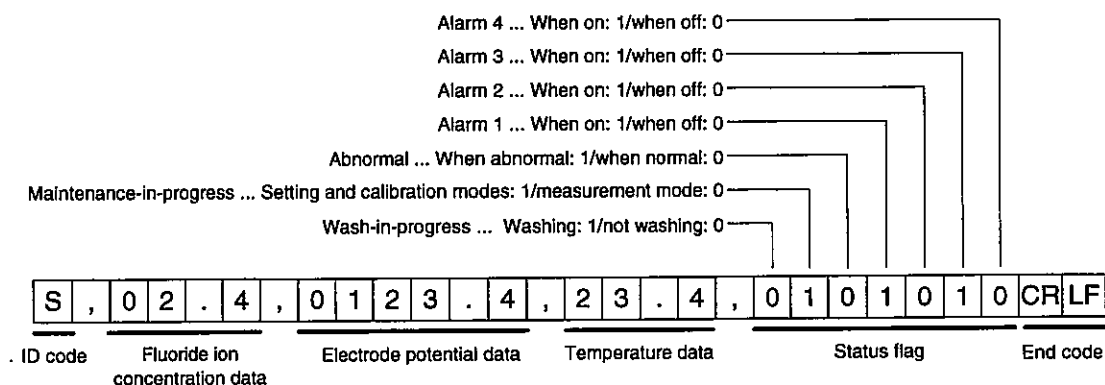 Alarm 4 ... When on: 1/when off: 0
Alarm 3 ... When on: 1/when off: 0
Alarm 2 ... When on: 1/when off: 0
Alarm 1 ... When on: 1/when off: 0
Abnormal ... When abnormal: 1/when normal: 0
Maintenance-in-progress ... Setting and calibration modes: 1/measurement mode: 0
Wash-in-progress ... Washing: 1/not washing: 0
S , 0 2 . 4 , 0 1 2 3 . 4 , 2 3 . 4 , 0 1 0 1 0 1 0 CR LF
. ID code Fluoride ion Electrode potential data Temperature data Status flag End code
concentration data